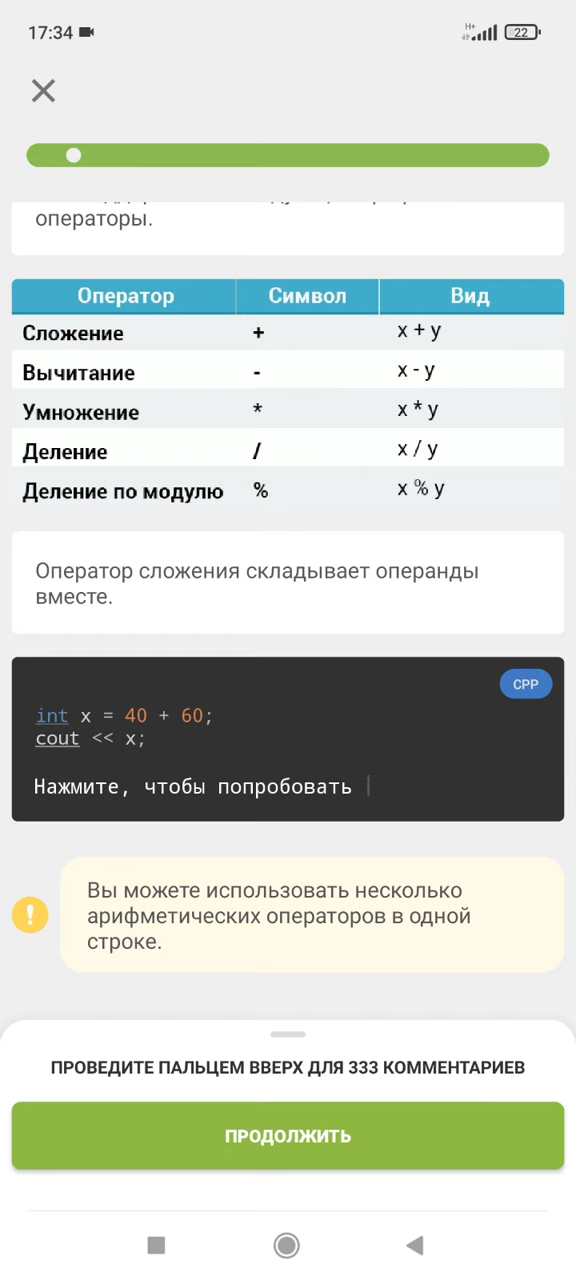 17:34
H+
22
операторы.
Оператор Символ Вид
Сложение + x + y
Вычитание - x - y
Умножение * x * y
Деление / x / y
Деление по модулю % x % y
Оператор сложения складывает операнды
вместе.
CPP
int x = 40 + 60;
cout << x;
Нажмите, чтобы попробовать
Вы можете использовать несколько
арифметических операторов в одной
строке.
ПРОВЕДИТЕ ПАЛЬЦЕМ ВВЕРХ ДЛЯ 333 КОММЕНТАРИЕВ
ПРОДОЛЖИТЬ